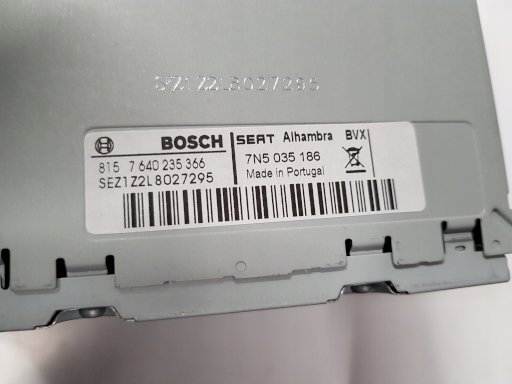 SEZ1Z2L8027295
BOSCH SEAT Alhambra BVX
815 7 640 235 366 7N5 035 186
SEZ1Z2L8027295 Made in Portugal